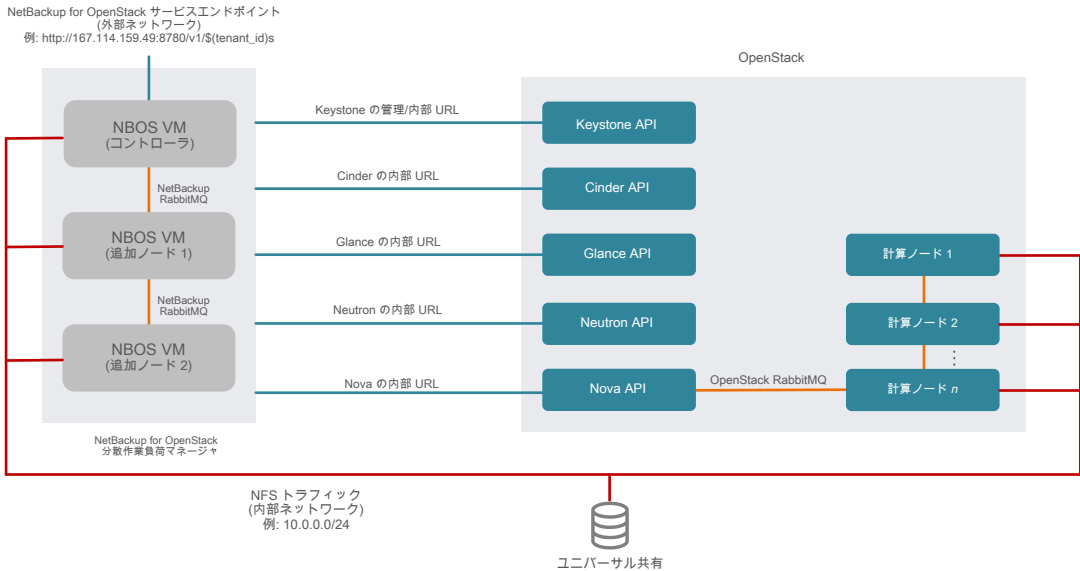 NetBackup for OpenStack サービスエンドポイント
(外部ネットワーク)
例: http://167.114.159.49:8780/v1/$(tenant_id)s
OpenStack
NBOS VM
(コントローラ)
NetBackup
RabbitMQ
NBOS VM
(追加ノード 1)
NetBackup
RabbitMQ
NBOS VM
(追加ノード 2)
NetBackup for OpenStack
分散作業負荷マネージャ
Keystone の管理/内部 URL
Keystone API
Cinder の内部 URL
Cinder API
Glance の内部 URL
Glance API
Neutron の内部 URL
Neutron API
Nova の内部 URL
Nova API
OpenStack RabbitMQ
計算ノード 1
計算ノード 2
⋮
計算ノード n
NFS トラフィック
(内部ネットワーク)
例: 10.0.0.0/24
ユニバーサル共有